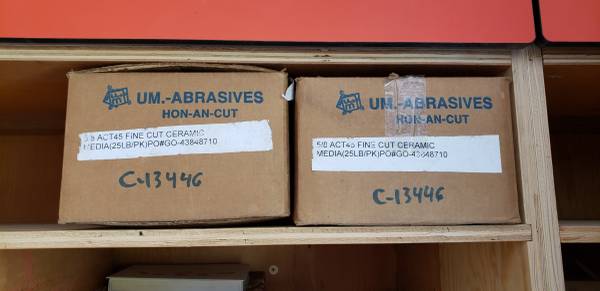 UM.-ABRASIVES
HON-AN-CUT
5/8 ACT45 FINE CUT CERAMIC
MEDIA(25LB/PK)PO#GO-43848710
C-13446
UM.-ABRASIVES
HON-AN-CUT
5/8 ACT45 FINE CUT CERAMIC
MEDIA(25LB/PK)PO#GO-43848710
C-13446